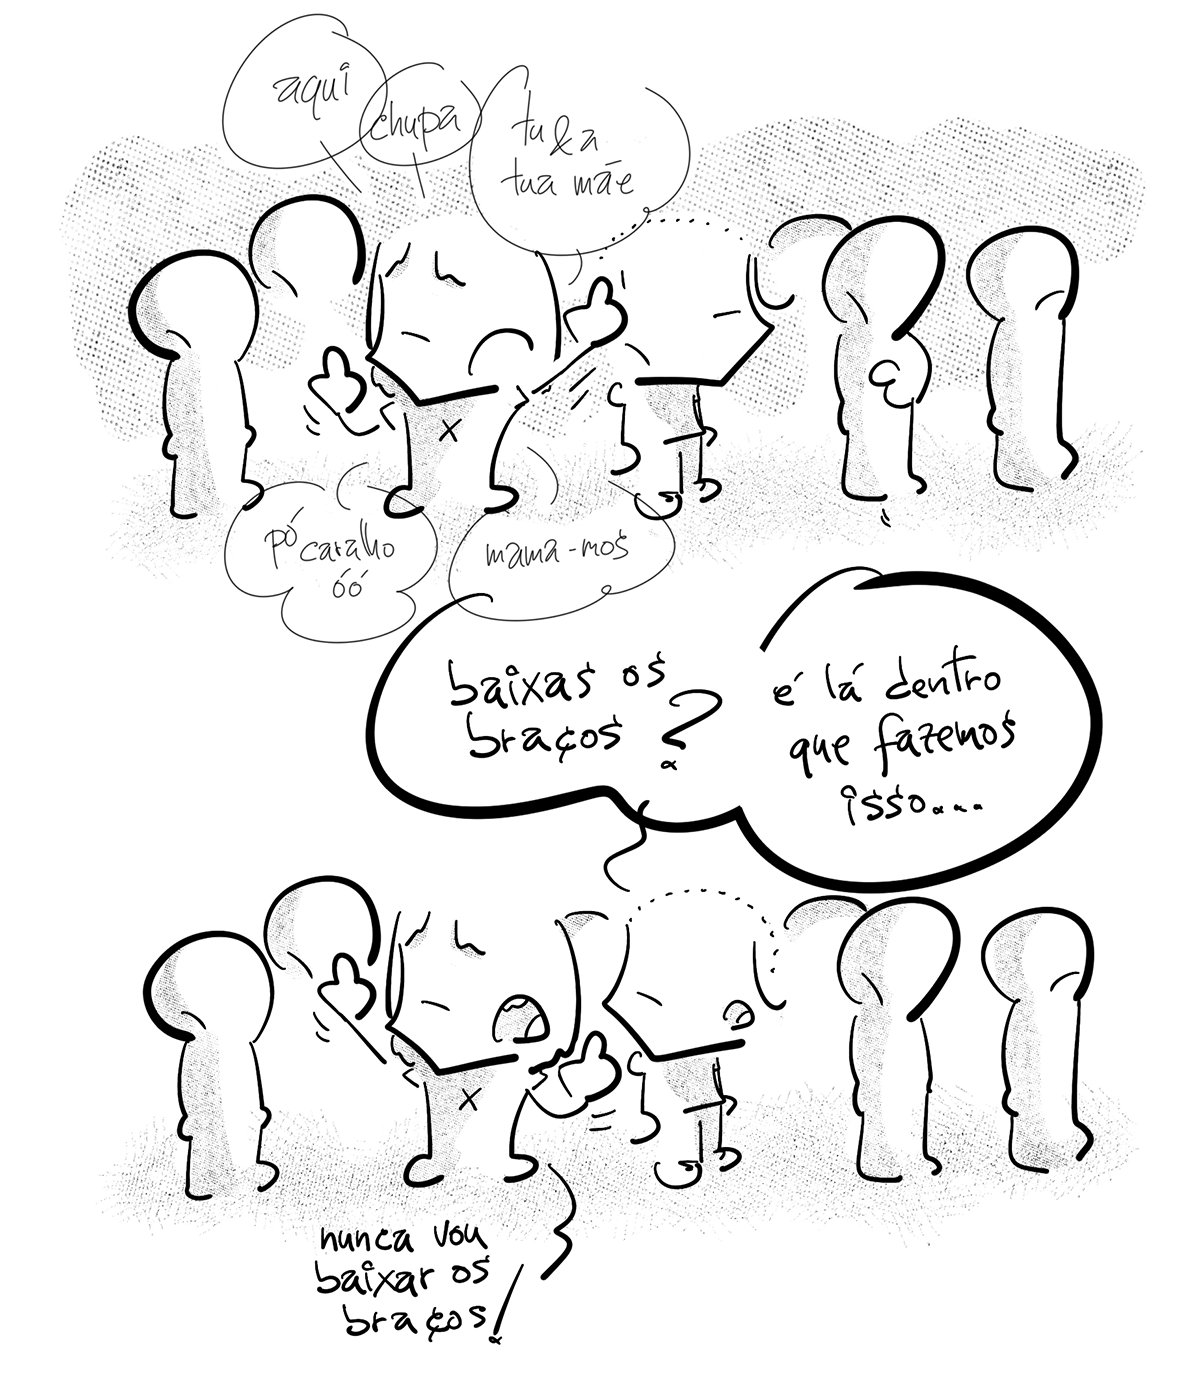 aqui
chupa
tu & a
tua mãe
pó
caralho
óó
mama-mos
baixas os
braços?
é lá dentro
que fazemos
isso...
nunca vou
baixar os
braços!